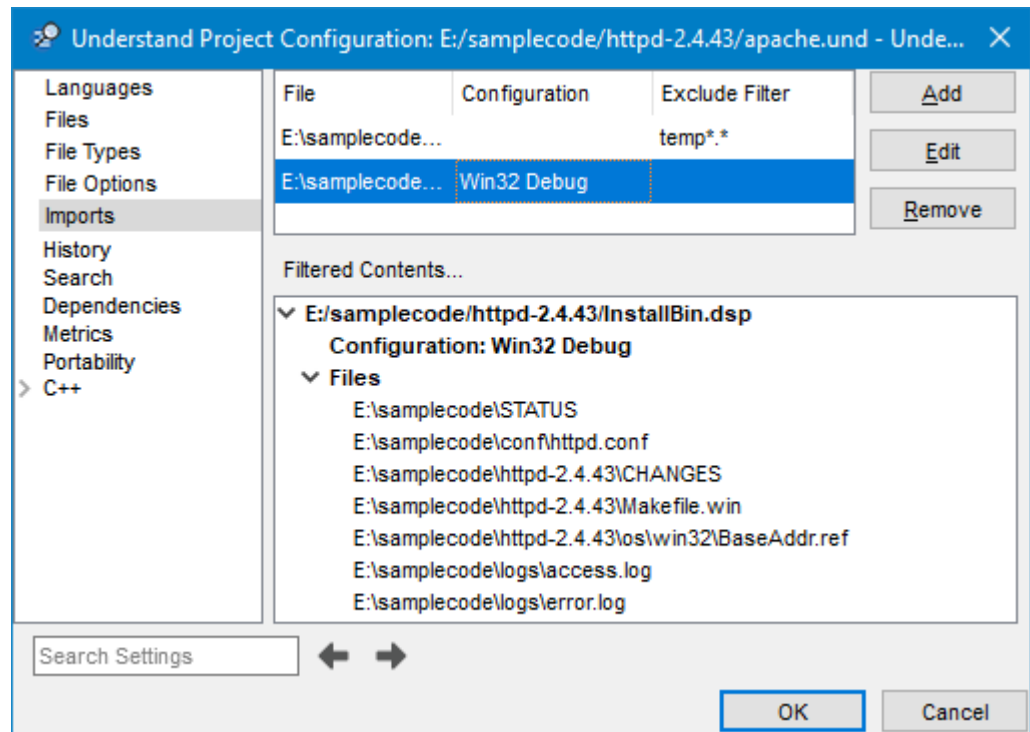 Understand Project Configuration: E:/samplecode/httpd-2.4.43/apache.und - Unde...
Languages
Files
File Types
File Options
Imports
History
Search
Dependencies
Metrics
Portability
C++
File Configuration Exclude Filter
E:\samplecode... temp*.*
E:\samplecode... Win32 Debug
Add
Edit
Remove
Filtered Contents...
E:/samplecode/httpd-2.4.43/InstallBin.dsp
Configuration: Win32 Debug
Files
E:\samplecode\STATUS
E:\samplecode\conf\httpd.conf
E:\samplecode\httpd-2.4.43\CHANGES
E:\samplecode\httpd-2.4.43\Makefile.win
E:\samplecode\httpd-2.4.43\os\win32\BaseAddr.ref
E:\samplecode\logs\access.log
E:\samplecode\logs\error.log
Search Settings
OK Cancel